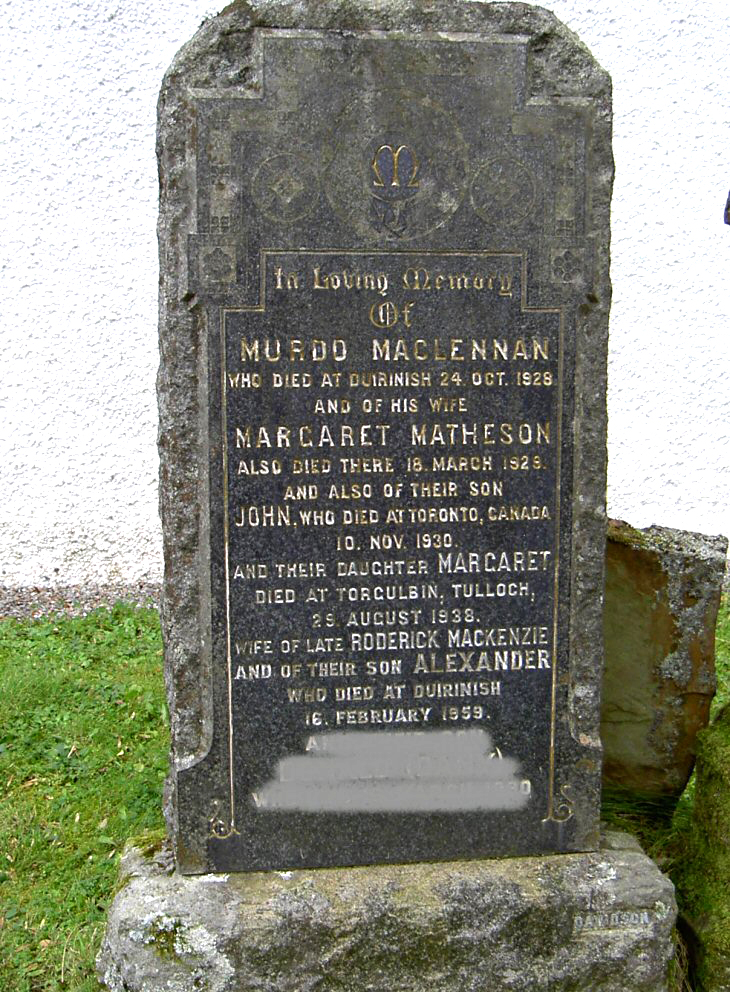 M
In Loving Memory
Of
MURDO MACLENNAN
WHO DIED AT DUIRINISH 24. OCT. 1928
AND OF HIS WIFE
MARGARET MATHESON
ALSO DIED THERE 18. MARCH 1929.
AND ALSO OF THEIR SON
JOHN, WHO DIED AT TORONTO, CANADA
10. NOV. 1930.
AND THEIR DAUGHTER MARGARET
DIED AT TORGULBIN, TULLOCH,
29. AUGUST 1938.
WIFE OF LATE RODERICK MACKENZIE
AND OF THEIR SON ALEXANDER
WHO DIED AT DUIRINISH
16. FEBRUARY 1959.
DAVIDSON